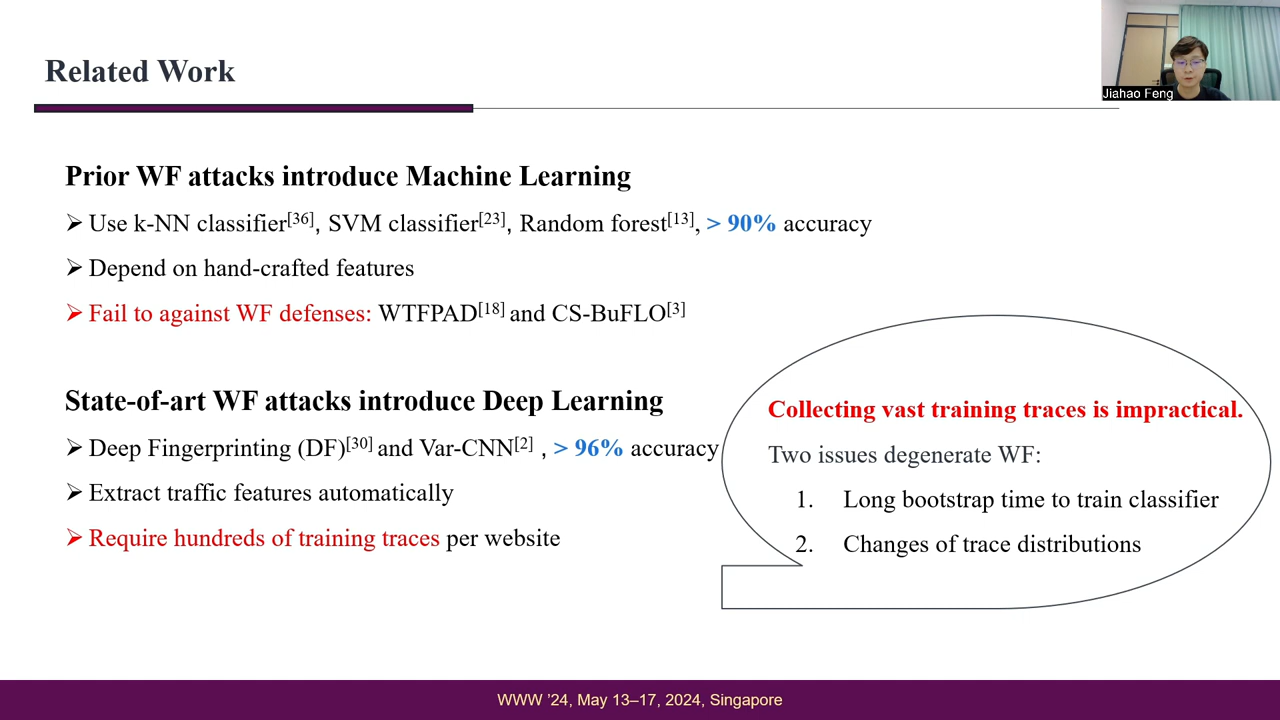 Related Work
Jiahao Feng
Prior WF attacks introduce Machine Learning
Use k-NN classifier[36], SVM classifier[23], Random forest[13], > 90% accuracy
Depend on hand-crafted features
Fail to against WF defenses: WTFPAD[18] and CS-BuFLO[3]
State-of-art WF attacks introduce Deep Learning
Deep Fingerprinting (DF)[30] and Var-CNN[2] , > 96% accuracy
Extract traffic features automatically
Require hundreds of training traces per website
Collecting vast training traces is impractical.
Two issues degenerate WF:
1. Long bootstrap time to train classifier
2. Changes of trace distributions
WWW ’24, May 13–17, 2024, Singapore